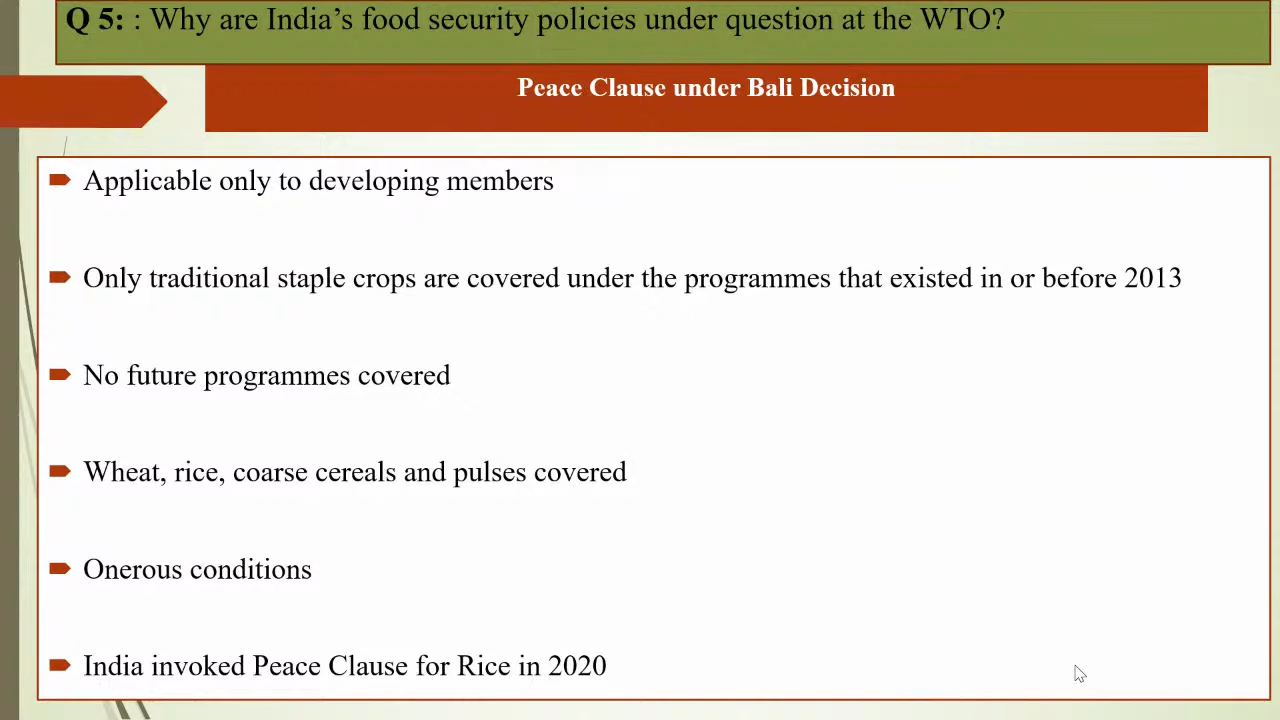 Q 5: : Why are India’s food security policies under question at the WTO?
Peace Clause under Bali Decision
Applicable only to developing members
Only traditional staple crops are covered under the programmes that existed in or before 2013
No future programmes covered
Wheat, rice, coarse cereals and pulses covered
Onerous conditions
India invoked Peace Clause for Rice in 2020